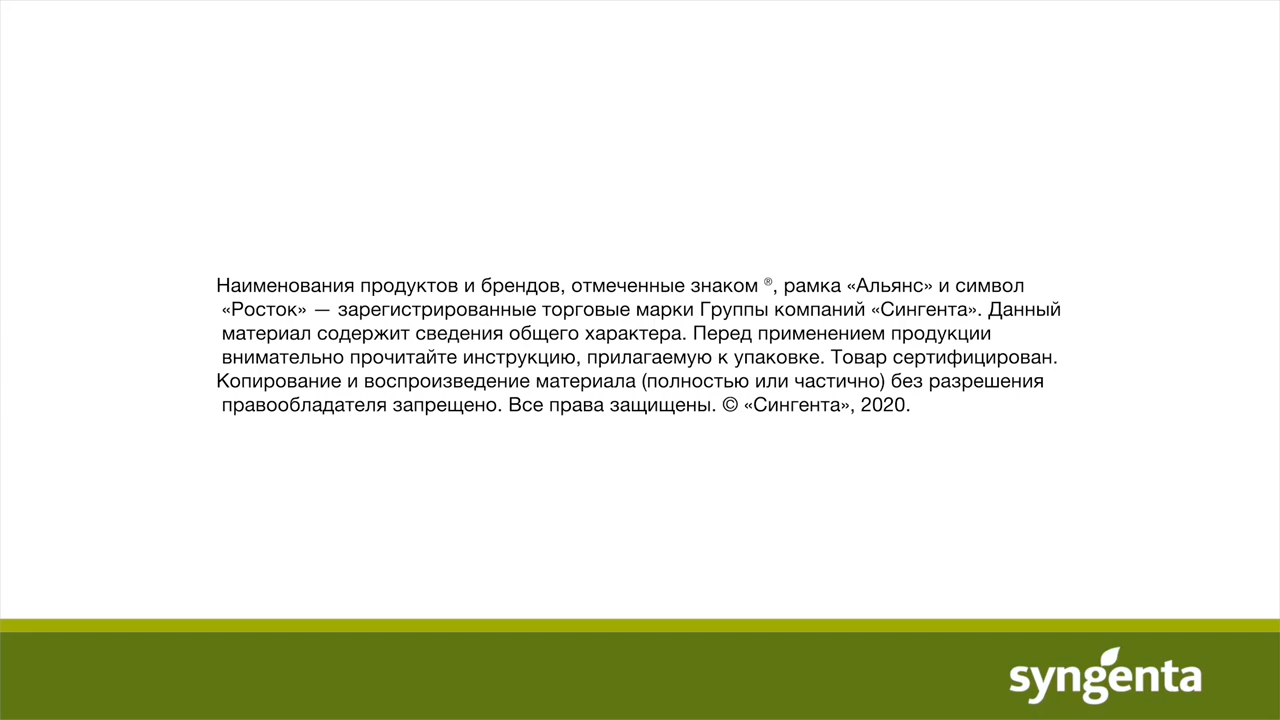 Наименования продуктов и брендов, отмеченные знаком ®, рамка «Альянс» и символ
«Росток» — зарегистрированные торговые марки Группы компаний «Сингента». Данный
материал содержит сведения общего характера. Перед применением продукции
внимательно прочитайте инструкцию, прилагаемую к упаковке. Товар сертифицирован.
Копирование и воспроизведение материала (полностью или частично) без разрешения
правообладателя запрещено. Все права защищены. © «Сингента», 2020.
syngenta